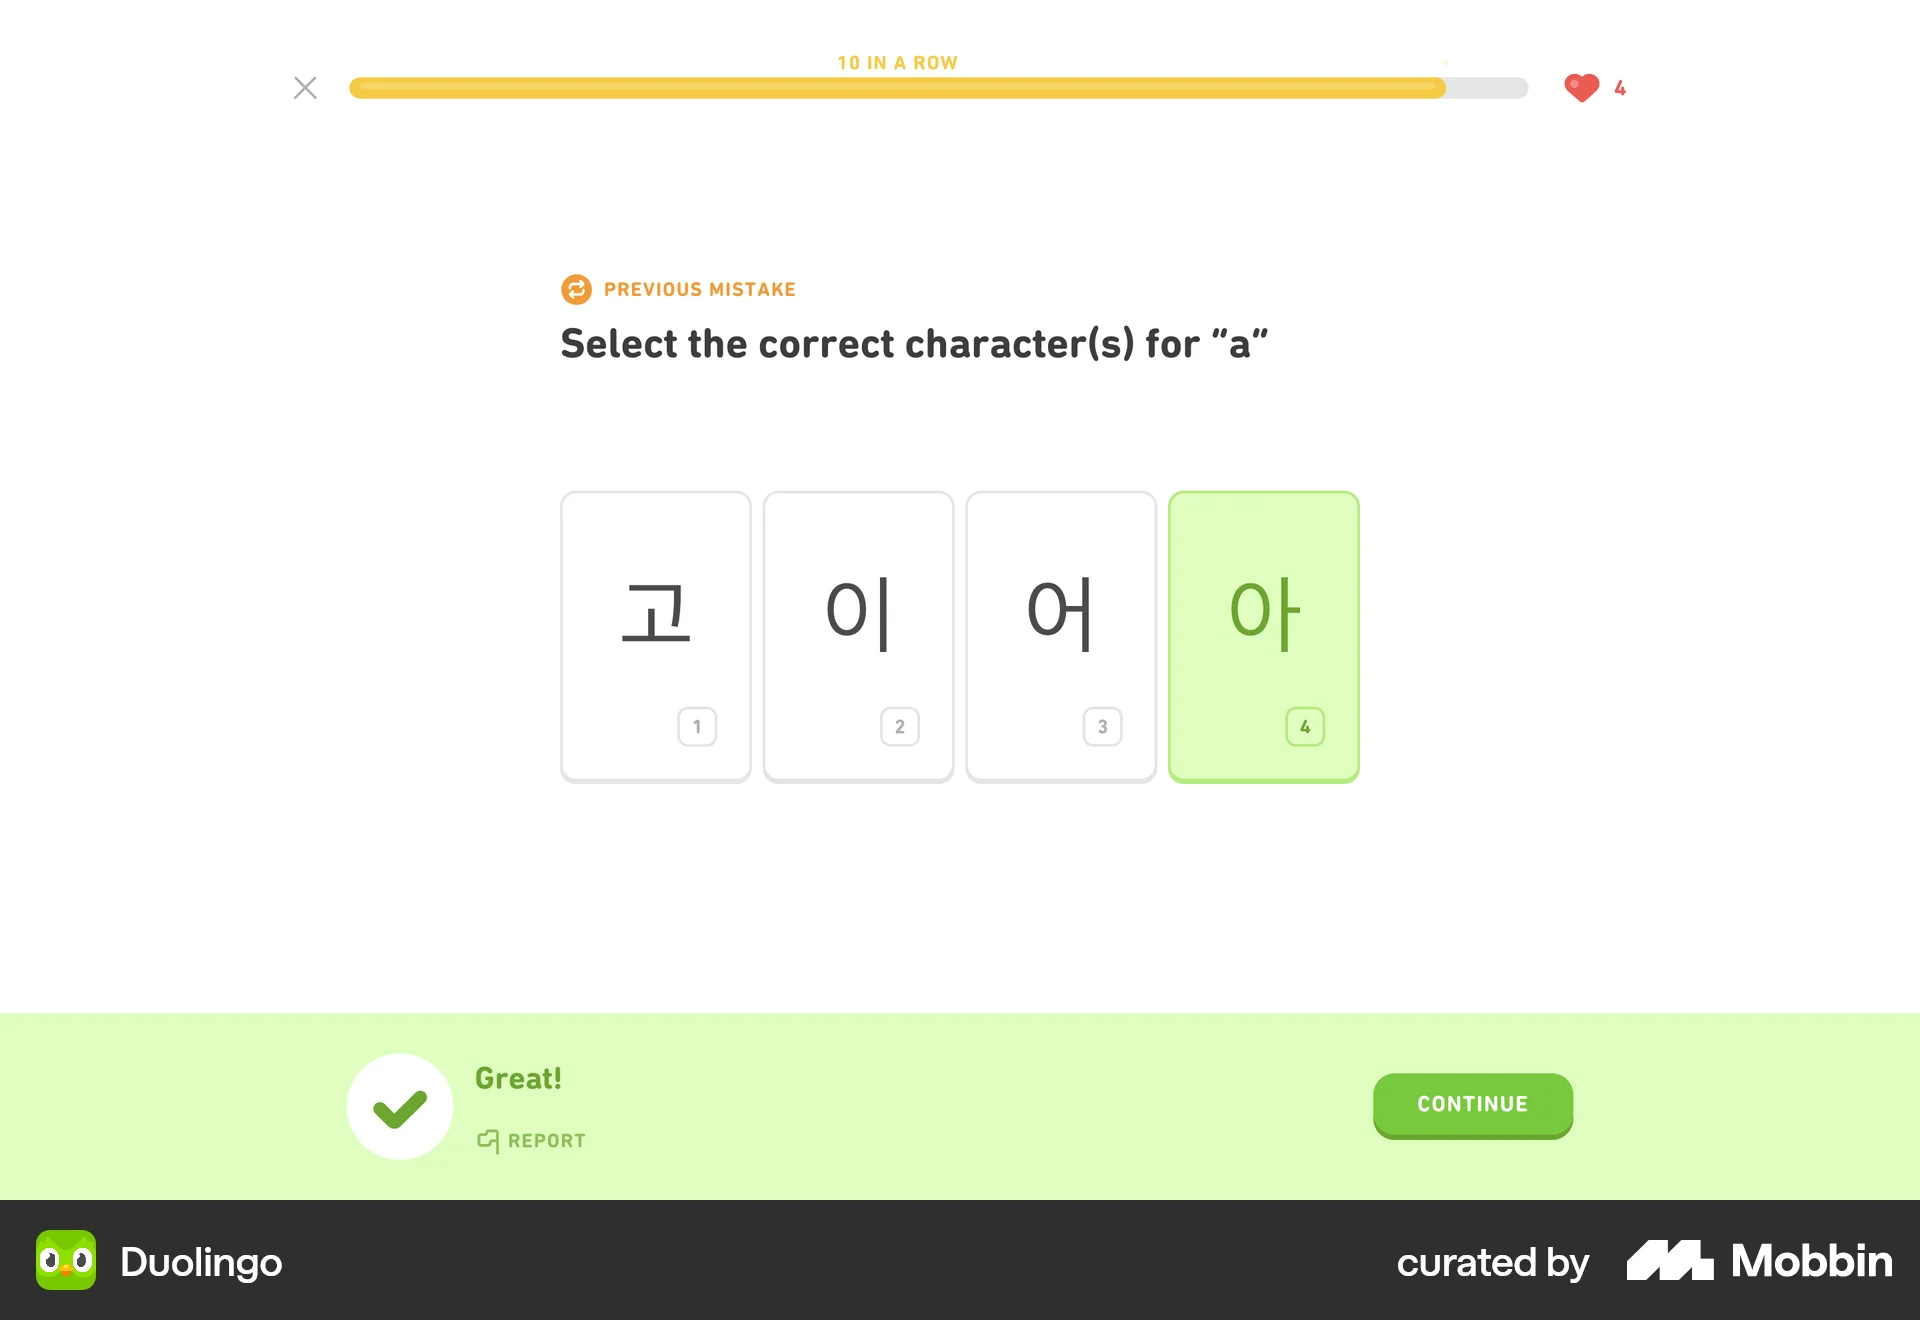 10 IN A ROW
4
PREVIOUS MISTAKE
Select the correct character(s) for “a”
고 이 어 아
1 2 3 4
Great!
REPORT
CONTINUE
Duolingo
curated by Mobbin